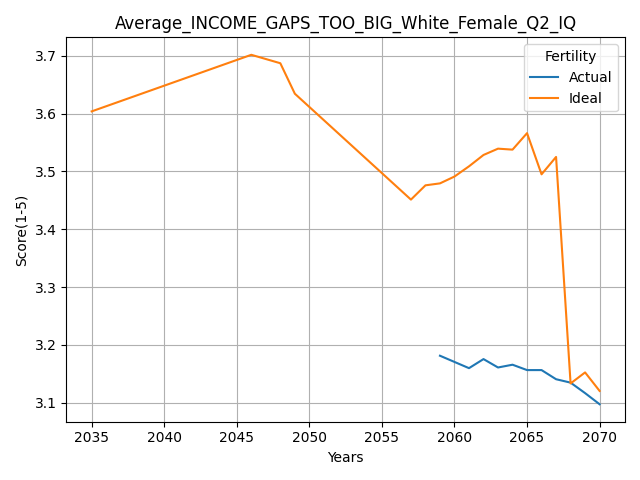 Average_INCOME_GAPS_TOO_BIG_White_Female_Q2_IQ
Fertility
Actual
Ideal
Score(1-5)
3.7
3.6
3.5
3.4
3.3
3.2
3.1
2035 2040 2045 2050 2055 2060 2065 2070
Years